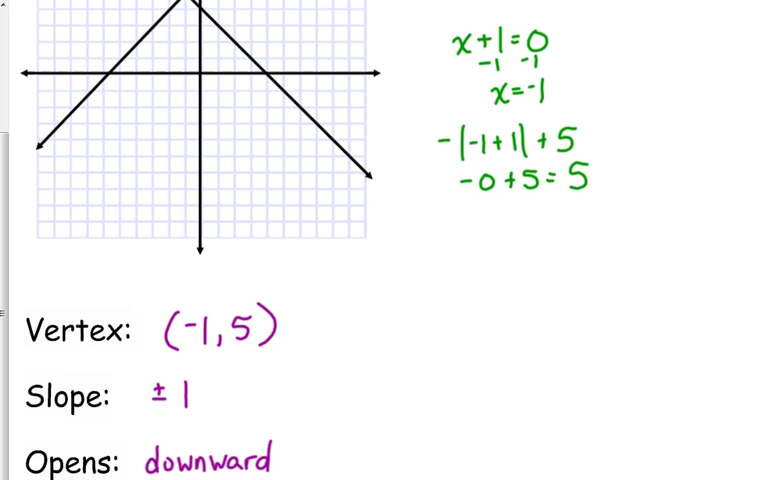 x+1=0
-1 -1
x=-1
-|-1+1|+5
-0+5=5
Vertex: (-1,5)
Slope: ± 1
Opens: downward